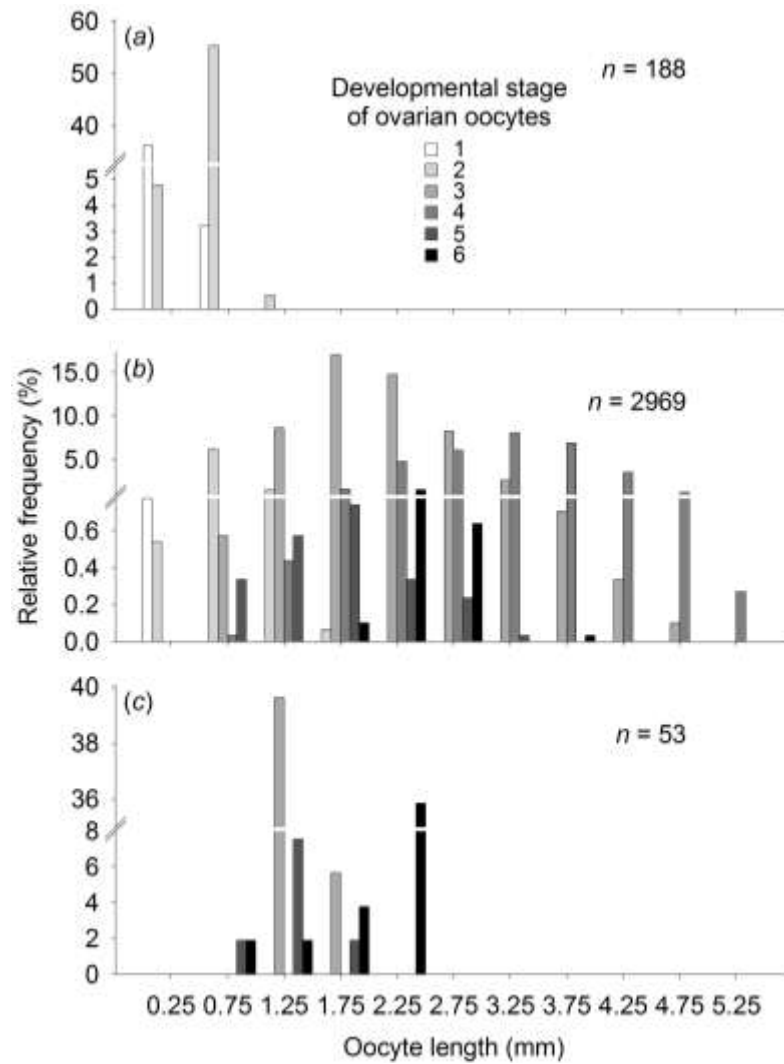 (a)
n = 188
Developmental stage
of ovarian oocytes
1
2
3
4
5
6
60
50
40
5
4
3
2
1
0
(b)
n = 2969
15.0
10.0
5.0
0.6
0.4
0.2
0.0
Relative frequency (%)
(c)
n = 53
40
38
36
8
6
4
2
0
0.25 0.75 1.25 1.75 2.25 2.75 3.25 3.75 4.25 4.75 5.25
Oocyte length (mm)